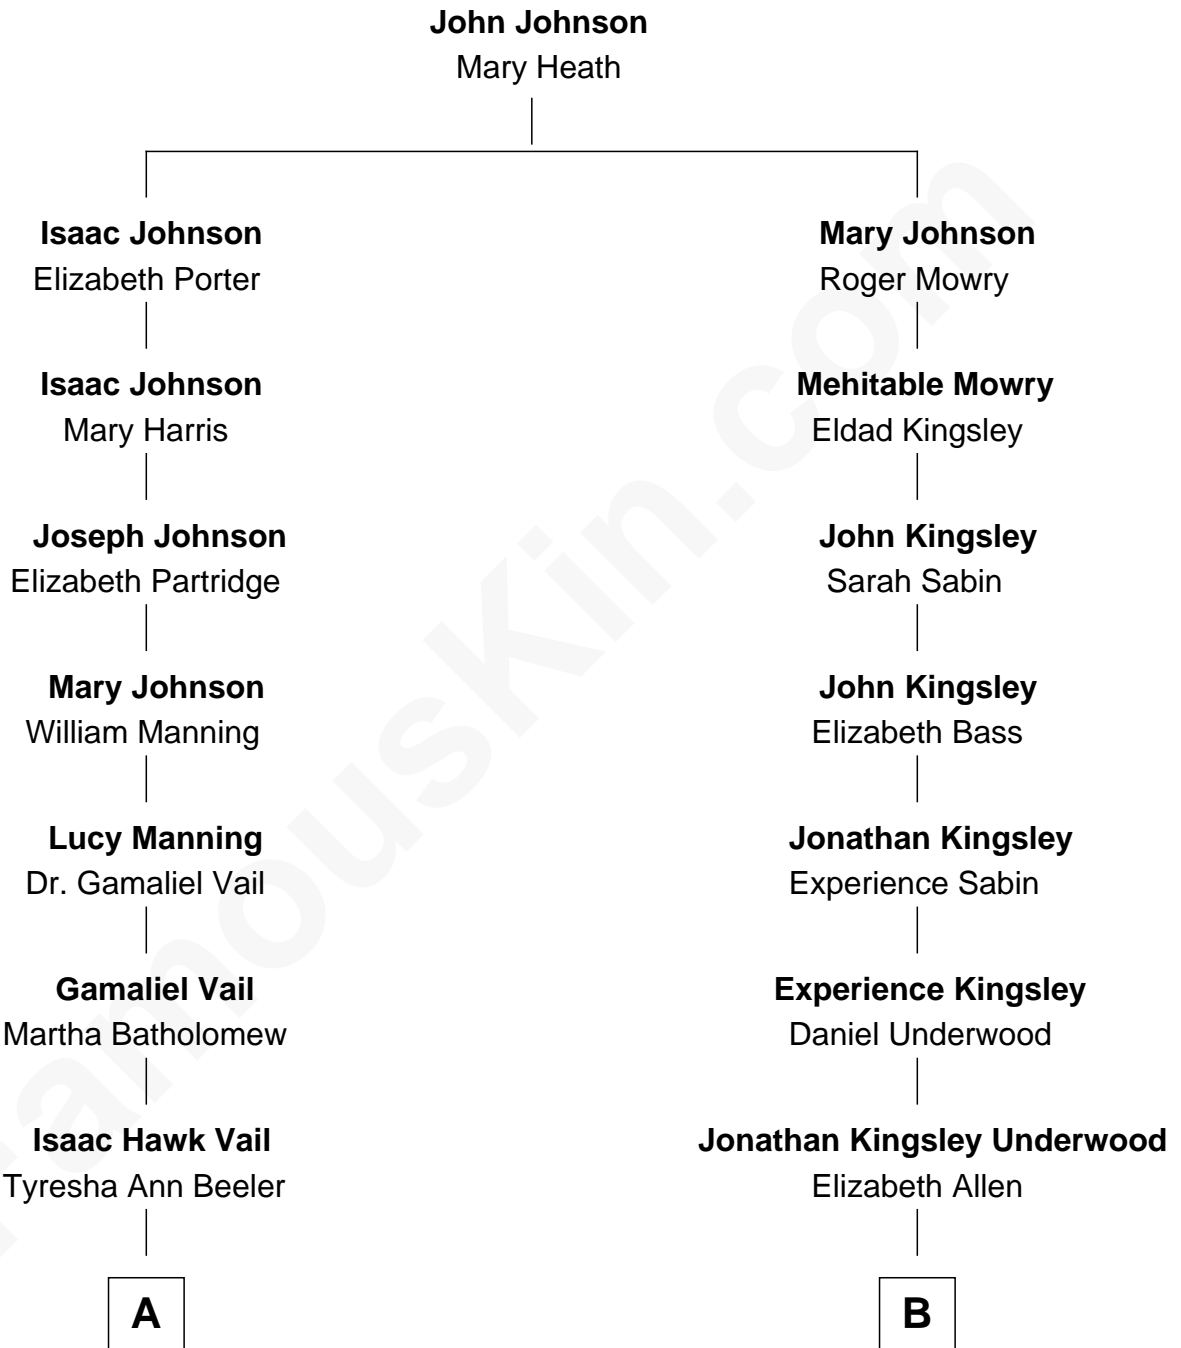 John Johnson
Mary Heath
Isaac Johnson
Elizabeth Porter
Mary Johnson
Roger Mowry
Isaac Johnson
Mary Harris
Mehitable Mowry
Eldad Kingsley
Joseph Johnson
Elizabeth Partridge
John Kingsley
Sarah Sabin
Mary Johnson
William Manning
John Kingsley
Elizabeth Bass
Lucy Manning
Dr. Gamaliel Vail
Jonathan Kingsley
Experience Sabin
Gamaliel Vail
Martha Batholomew
Experience Kingsley
Daniel Underwood
Isaac Hawk Vail
Tyresha Ann Beeler
Jonathan Kingsley Underwood
Elizabeth Allen
A
B
FamousKin.com